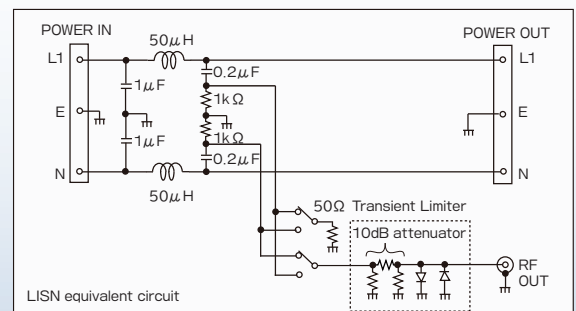 POWER IN
POWER OUT
50μH
L1
L1
0.2μF
1μF
1kΩ
E
E
1kΩ
1μF
0.2μF
N
N
50μH
50Ω Transient Limiter
10dB attenuator
RF
OUT
LISN equivalent circuit